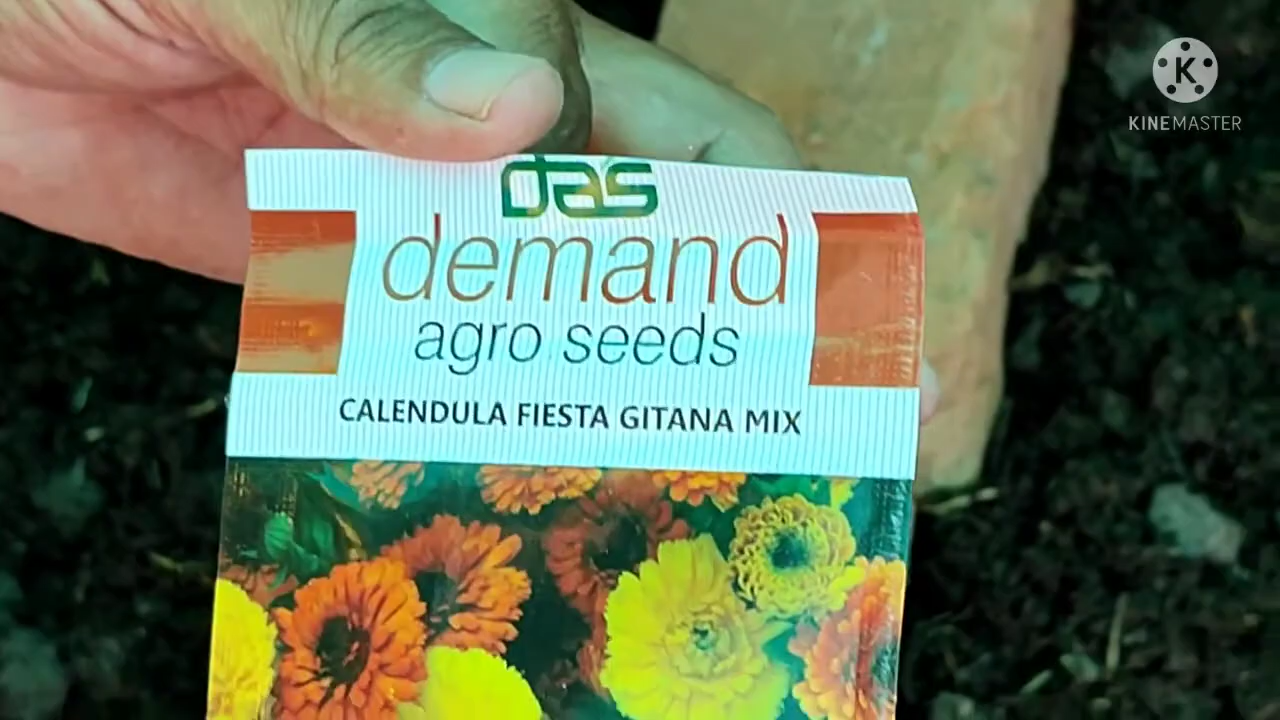 das
demand
agro seeds
CALENDULA FIESTA GITANA MIX
K
KINEMASTER